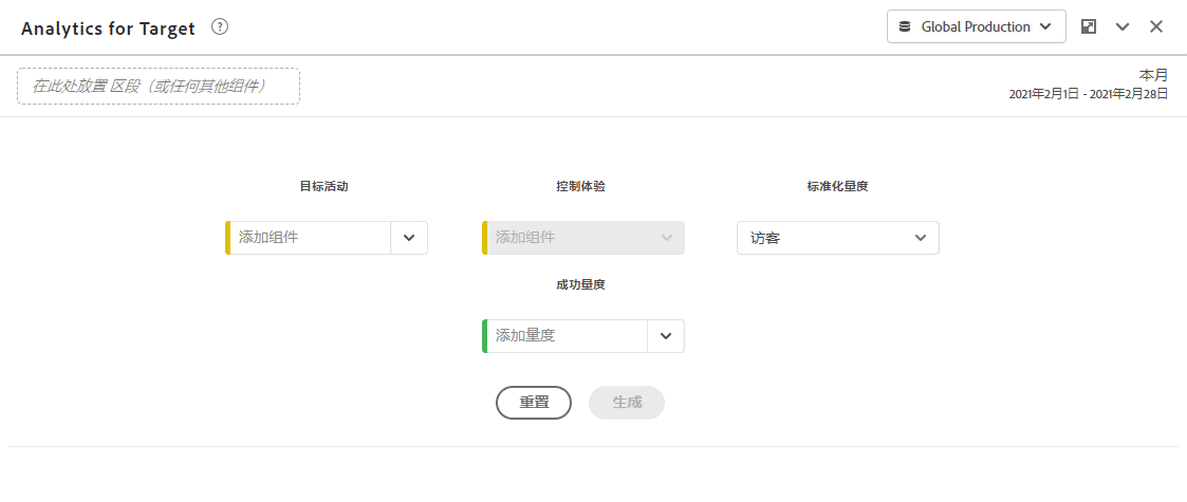 Analytics for Target ?
Global Production
在此处放置 区段（或任何其他组件）
本月
2021年2月1日 - 2021年2月28日
目标活动 控制体验 标准化量度
添加组件 添加组件 访客
成功量度
添加量度
重置 生成